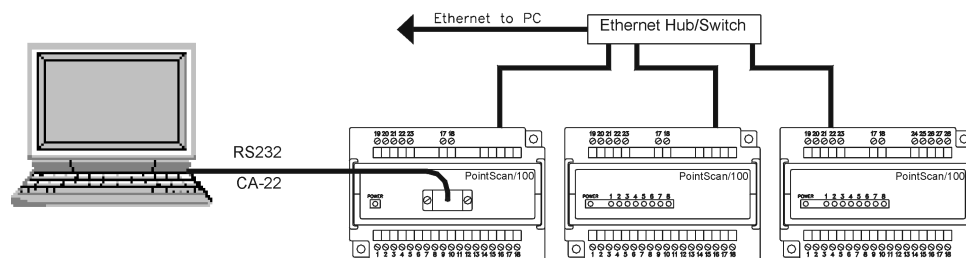 Ethernet to PC
Ethernet Hub/Switch
19 20 21 22 23 17 18
19 20 21 22 23 17 18
19 20 21 22 23 17 18 24 25 26 27 28
RS232
CA-22
PointScan/100
PointScan/100
PointScan/100
POWER
POWER 1 2 3 4 5 6 7 8
POWER 1 2 3 4 5 6 7 8
1 2 3 4 5 6 7 8 9 10 11 12 13 14 15 16 17 18
1 2 3 4 5 6 7 8 9 10 11 12 13 14 15 16 17 18
1 2 3 4 5 6 7 8 9 10 11 12 13 14 15 16 17 18